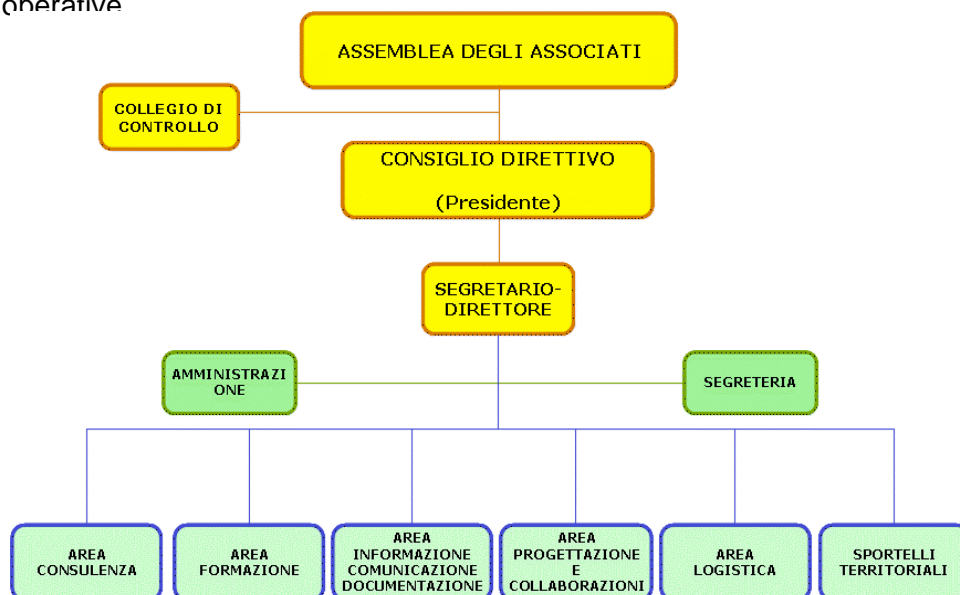 operative
ASSEMBLEA DEGLI ASSOCIATI
COLLEGIO DI
CONTROLLO
CONSIGLIO DIRETTIVO
(Presidente)
SEGRETARIO-
DIRETTORE
AMMINISTRAZI
ONE
SEGRETERIA
AREA
CONSULENZA
AREA
FORMAZIONE
AREA
INFORMAZIONE
COMUNICAZIONE
DOCUMENTAZIONE
AREA
PROGETTAZIONE
E
COLLABORAZIONI
AREA
LOGISTICA
SPORTELLI
TERRITORIALI